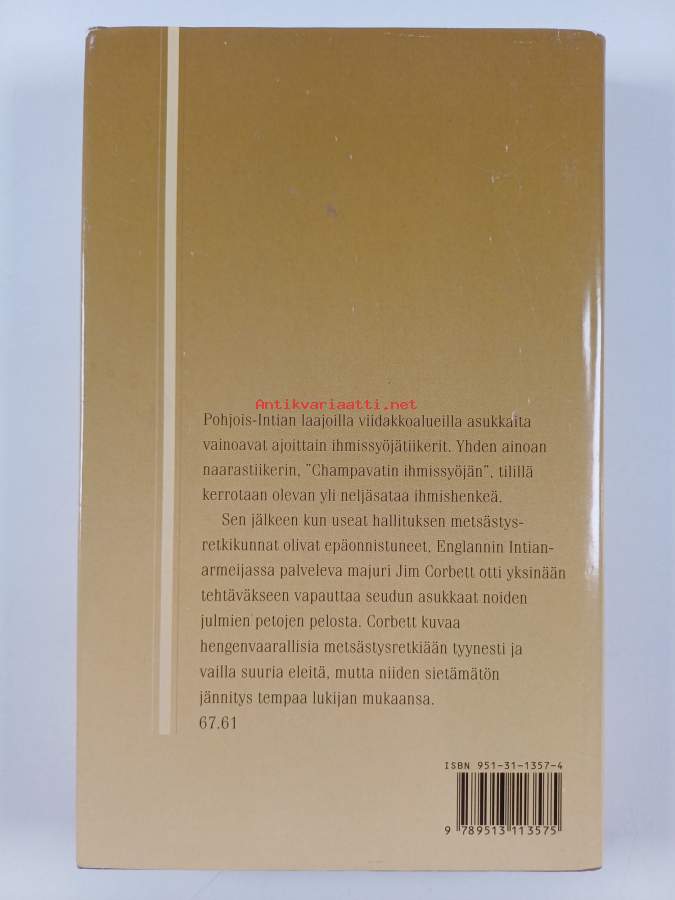 Antikvariaatti.net
Pohjois-Intian laajoilla viidakkoalueilla asukkaita
vainoavat ajoittain ihmissyöjätiikerit. Yhden ainoan
naarastiikerin, "Champavatin ihmissyöjän", tilillä
kerrotaan olevan yli neljäsataa ihmishenkeä.
Sen jälkeen kun useat hallituksen metsästys-
retkikunnat olivat epäonnistuneet, Englannin Intian-
armeijassa palveleva majuri Jim Corbett otti yksinään
tehtäväkseen vapauttaa seudun asukkaat noiden
julmien petojen pelosta. Corbett kuvaa
hengenvaarallisia metsästysretkiään tyynesti ja
vailla suuria eleitä, mutta niiden sietämätön
jännitys tempaa lukijan mukaansa.
67.61
ISBN 951-31-1357-4
9 789513 113575